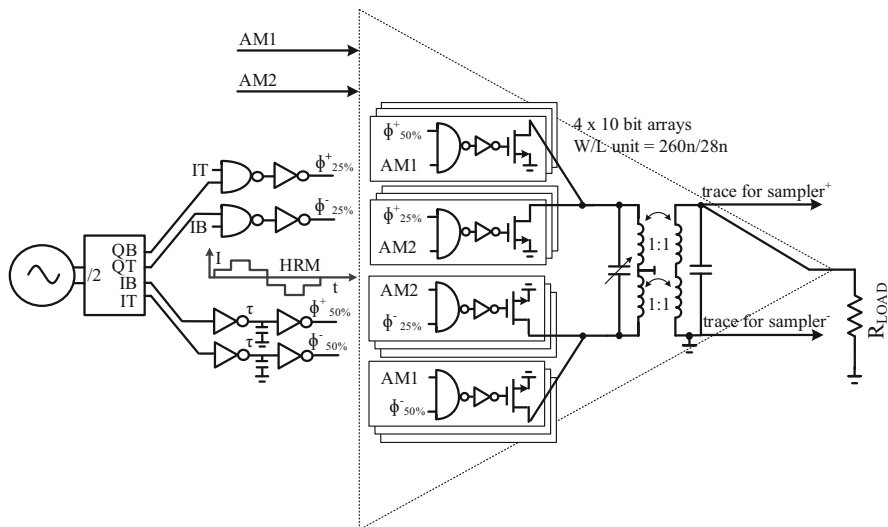 AM1
AM2
4 x 10 bit arrays
W/L unit = 260n/28n
ϕ⁺50%
AM1
ϕ⁺25%
AM2
AM2
ϕ⁻25%
AM1
ϕ⁻50%
IT
ϕ⁺25%
ϕ⁻25%
IB
/2
QB
QT
IB
IT
I
HRM
t
τ
ϕ⁺50%
τ
ϕ⁻50%
1:1
1:1
trace for sampler⁺
trace for sampler⁻
RLOAD